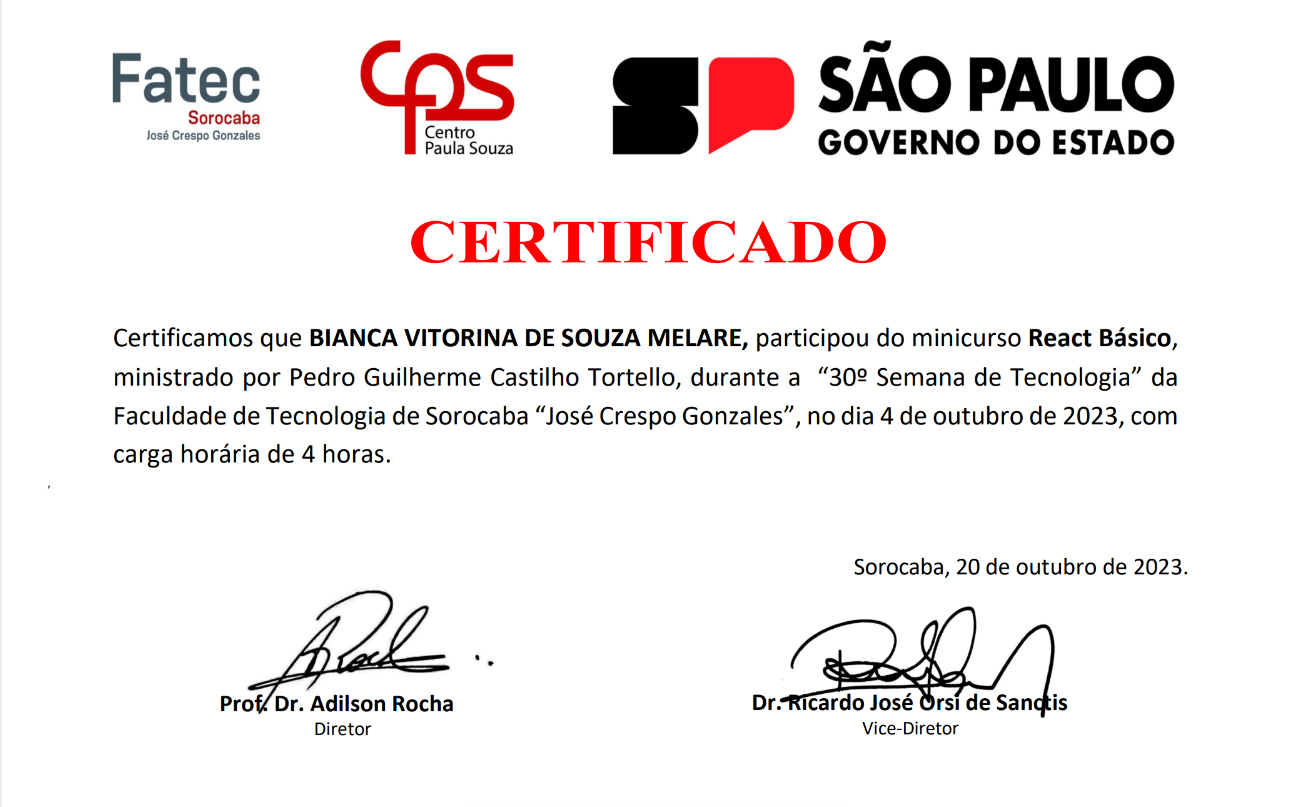 Fatec
Sorocaba
José Crespo Gonzales
CPS
Centro
Paula Souza
SP
SÃO PAULO
GOVERNO DO ESTADO
CERTIFICADO
Certificamos que BIANCA VITORINA DE SOUZA MELARE, participou do minicurso React Básico,
ministrado por Pedro Guilherme Castilho Tortello, durante a “30º Semana de Tecnologia” da
Faculdade de Tecnologia de Sorocaba “José Crespo Gonzales”, no dia 4 de outubro de 2023, com
carga horária de 4 horas.
Sorocaba, 20 de outubro de 2023.
Prof. Dr. Adilson Rocha
Diretor
Dr. Ricardo José Orsi de Sanctis
Vice-Diretor